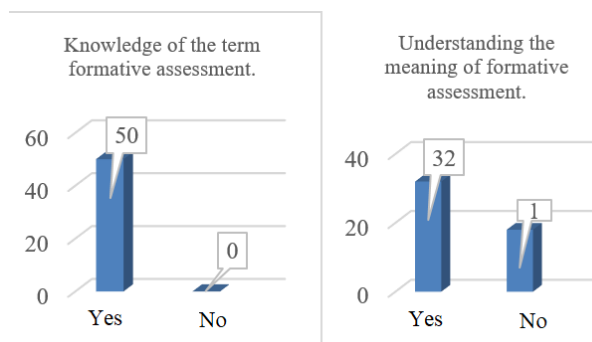 Knowledge of the term
formative assessment.
60
40
20
0
50
0
Yes No
Understanding the
meaning of formative
assessment.
40
20
0
32
1
Yes No